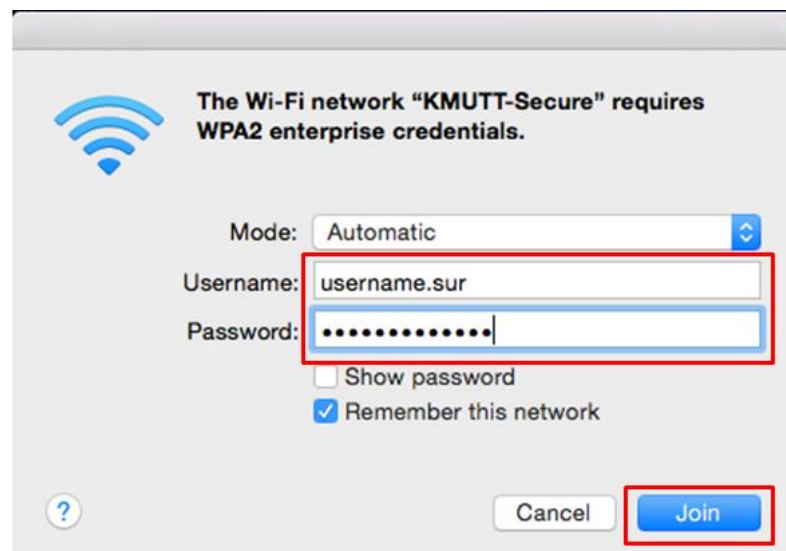 The Wi-Fi network “KMUTT-Secure” requires
WPA2 enterprise credentials.
Mode: Automatic
Username: username.sur
Password: •••••••••••••
Show password
Remember this network
? Cancel Join